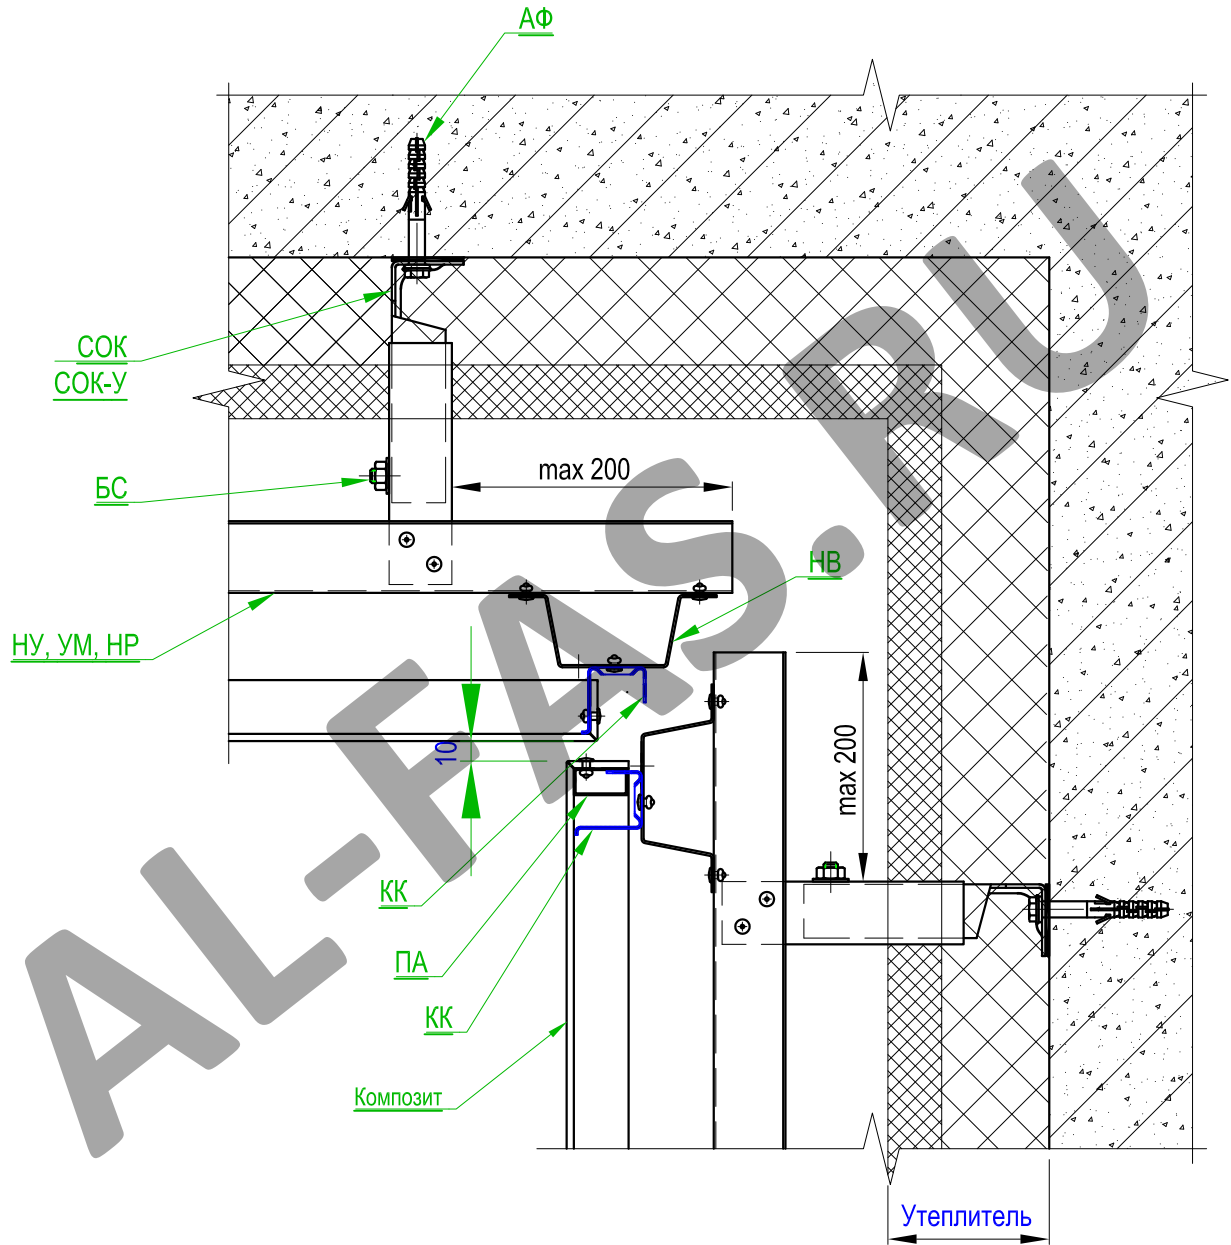 АФ
СОК
СОК-У
БС
max 200
НВ
НУ, УМ, НР
10
max 200
КК
ПА
КК
Композит
Утеплитель
AL-FAS.RU